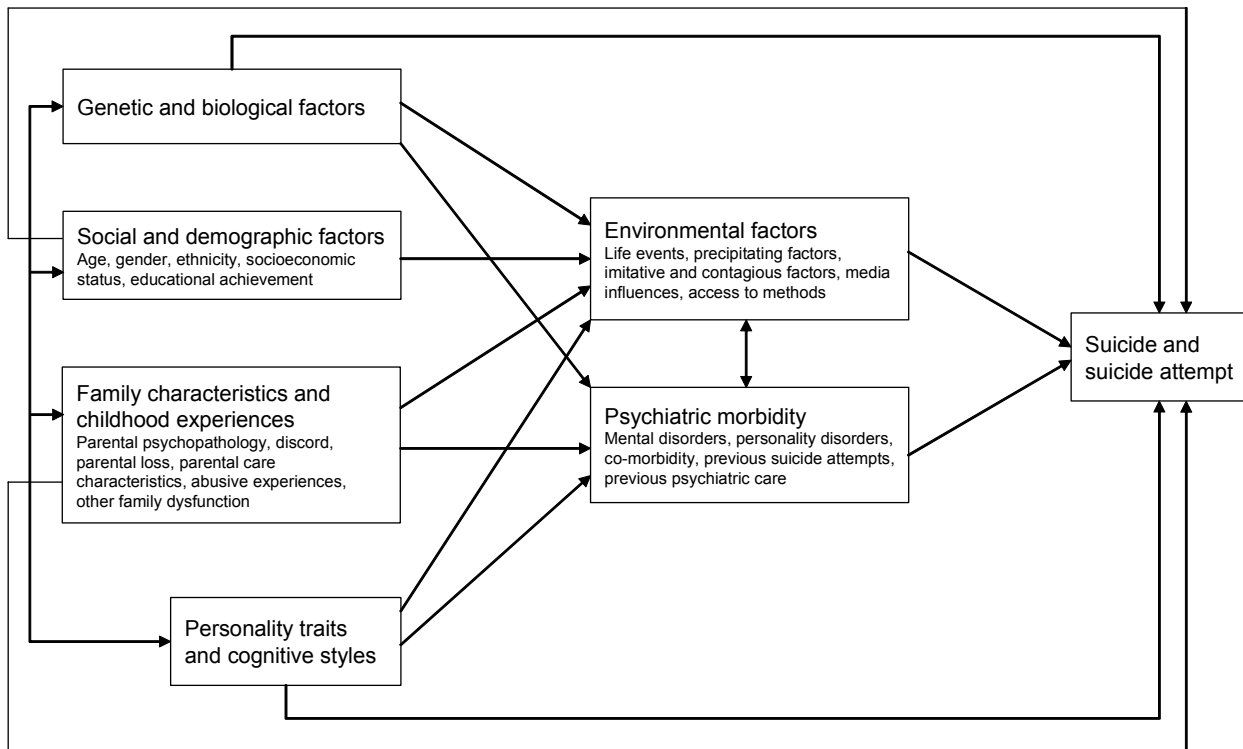 Genetic and biological factors
Social and demographic factors
Age, gender, ethnicity, socioeconomic
status, educational achievement
Family characteristics and
childhood experiences
Parental psychopathology, discord,
parental loss, parental care
characteristics, abusive experiences,
other family dysfunction
Personality traits
and cognitive styles
Environmental factors
Life events, precipitating factors,
imitative and contagious factors, media
influences, access to methods
Psychiatric morbidity
Mental disorders, personality disorders,
co-morbidity, previous suicide attempts,
previous psychiatric care
Suicide and
suicide attempt